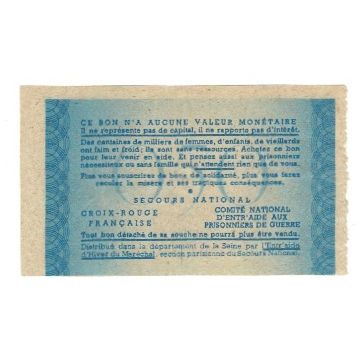 CE BON N'A AUCUNE VALEUR MONÉTAIRE
Il ne représente pas de capital, il ne rapporte pas d'intérêt.
Des centaines de milliers de femmes, d'enfants, de vieillards
ont faim et froid; ils sont sans ressources. Achetez ce bon
pour leur venir en aide. Et pensez aussi aux prisonniers
nécessiteux ou sans famille qui n'attendent rien que de vous.
Plus vous souscrirez de bons de solidarité, plus vous ferez
reculer la misère et ses tragiques conséquences.
SECOURS NATIONAL
CROIX-ROUGE
FRANÇAISE
COMITÉ NATIONAL
D'ENTR'AIDE AUX
PRISONNIERS DE GUERRE
Tout bon détaché de sa souche ne pourra plus être vendu.
Distribué dans le département de la Seine par l'Entr'aide
d'Hiver du Maréchal, section parisienne du Secours National.